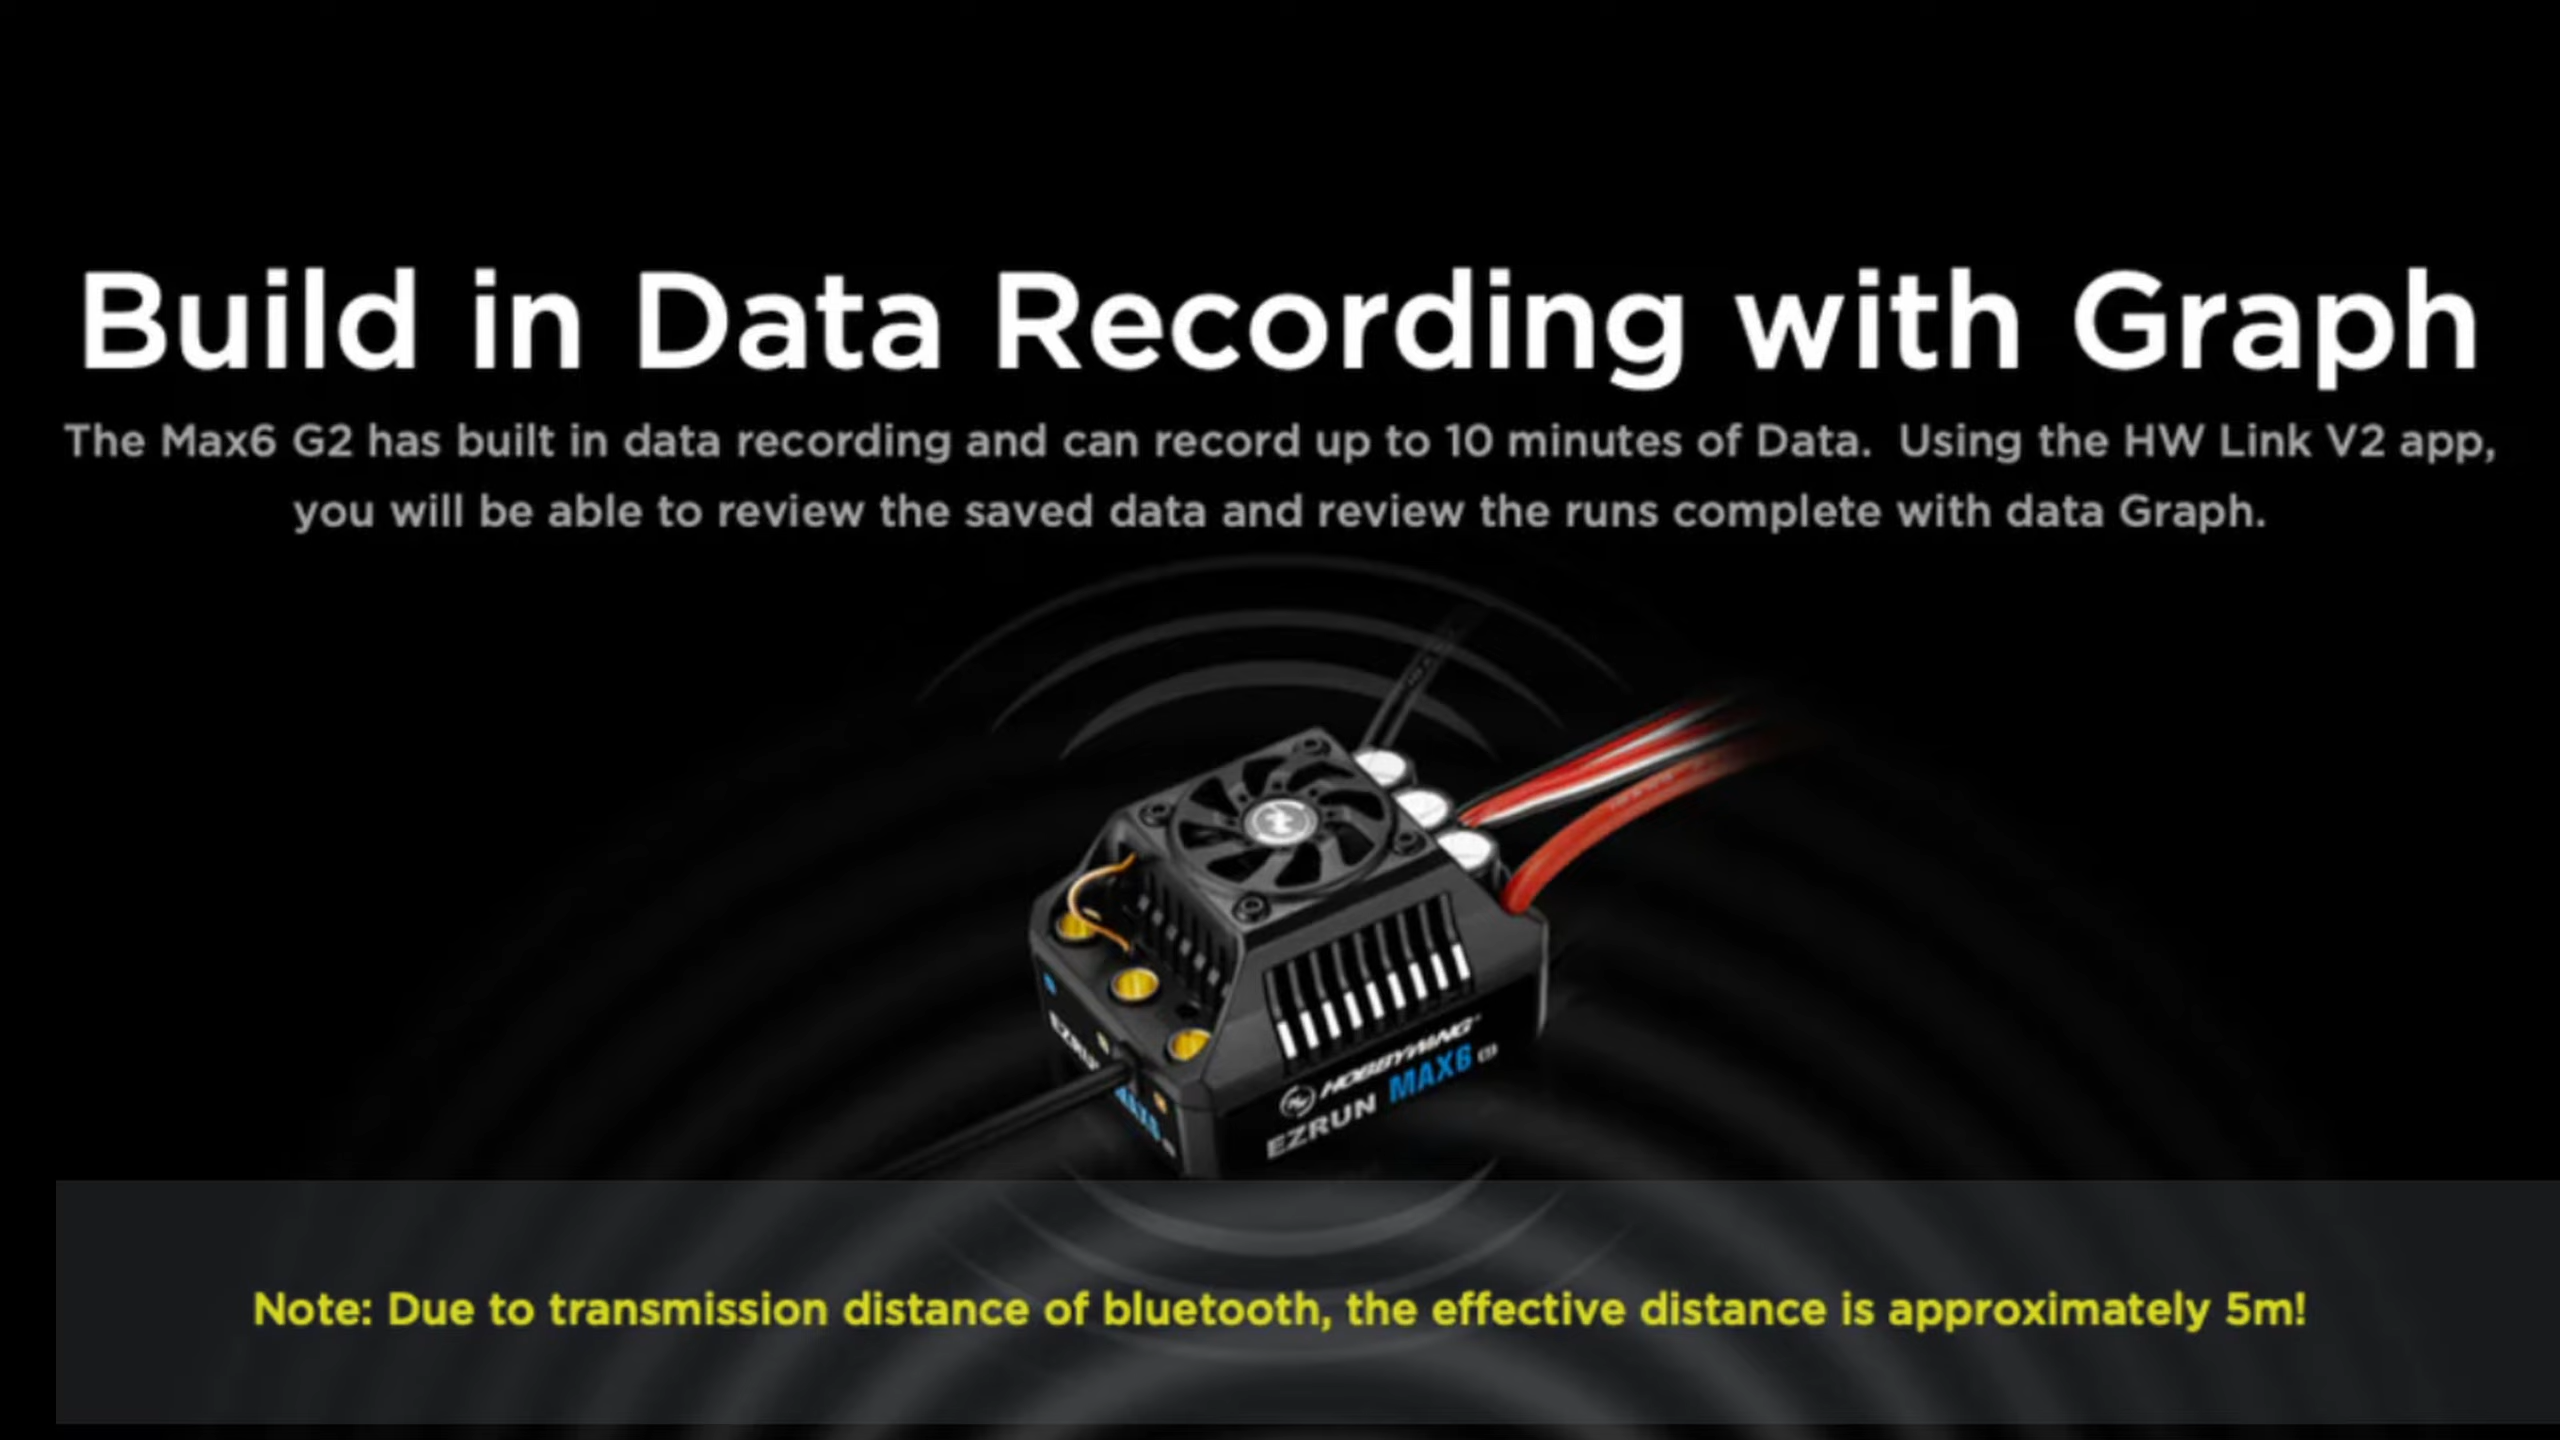 Build in Data Recording with Graph
The Max6 G2 has built in data recording and can record up to 10 minutes of Data. Using the HW Link V2 app,
you will be able to review the saved data and review the runs complete with data Graph.
HOBBYWING
EZRUN MAX6
EZRUN MAX6
Note: Due to transmission distance of bluetooth, the effective distance is approximately 5m!